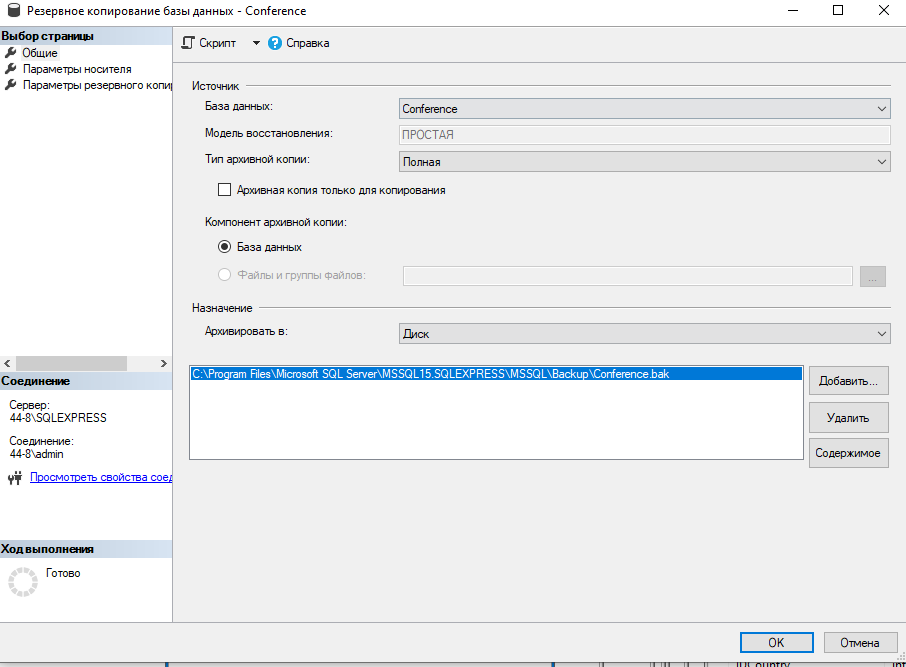 Резервное копирование базы данных - Conference
Выбор страницы
Общие
Параметры носителя
Параметры резервного копи
Скрипт
Справка
Источник
База данных:
Conference
Модель восстановления:
ПРОСТАЯ
Тип архивной копии:
Полная
Архивная копия только для копирования
Компонент архивной копии:
База данных
Файлы и группы файлов:
...
Назначение
Архивировать в:
Диск
C:\Program Files\Microsoft SQL Server\MSSQL15.SQLEXPRESS\MSSQL\Backup\Conference.bak
Добавить...
Удалить
Содержимое
Соединение
Сервер:
44-8\SQLEXPRESS
Соединение:
44-8\admin
Просмотреть свойства соед
Ход выполнения
Готово
OK
Отмена